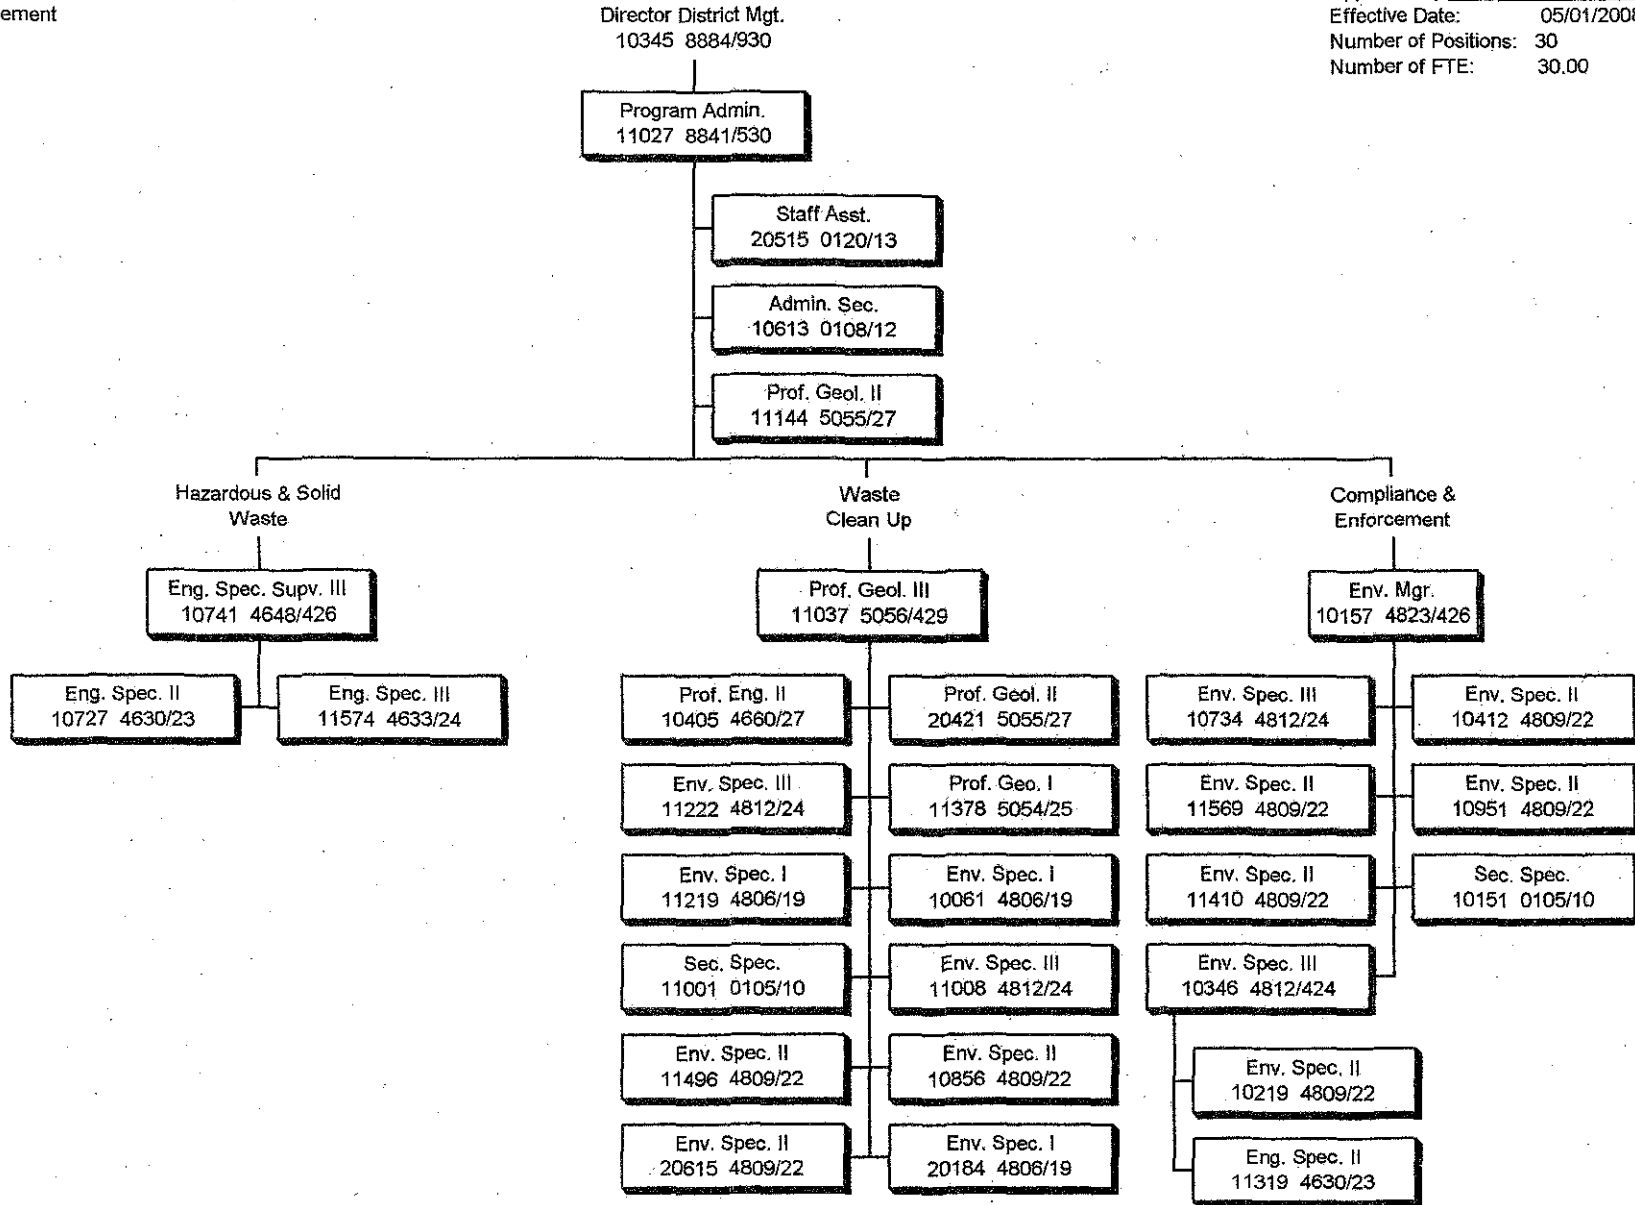 ement
Director District Mgt.
10345 8884/930
Effective Date: 05/01/2008
Number of Positions: 30
Number of FTE: 30.00
Program Admin.
11027 8841/530
Staff Asst.
20515 0120/13
Admin. Sec.
10613 0108/12
Prof. Geol. II
11144 5055/27
Hazardous & Solid
Waste
Waste
Clean Up
Compliance &
Enforcement
Eng. Spec. Supv. III
10741 4648/426
Prof. Geol. III
11037 5056/429
Env. Mgr.
10157 4823/426
Eng. Spec. II
10727 4630/23
Eng. Spec. III
11574 4633/24
Prof. Eng. II
10405 4660/27
Prof. Geol. II
20421 5055/27
Env. Spec. III
10734 4812/24
Env. Spec. II
10412 4809/22
Env. Spec. III
11222 4812/24
Prof. Geo. I
11378 5054/25
Env. Spec. II
11569 4809/22
Env. Spec. II
10951 4809/22
Env. Spec. I
11219 4806/19
Env. Spec. I
10061 4806/19
Env. Spec. II
11410 4809/22
Sec. Spec.
10151 0105/10
Sec. Spec.
11001 0105/10
Env. Spec. III
11008 4812/24
Env. Spec. III
10346 4812/424
Env. Spec. II
11496 4809/22
Env. Spec. II
10856 4809/22
Env. Spec. II
10219 4809/22
Env. Spec. II
20615 4809/22
Env. Spec. I
20184 4806/19
Eng. Spec. II
11319 4630/23